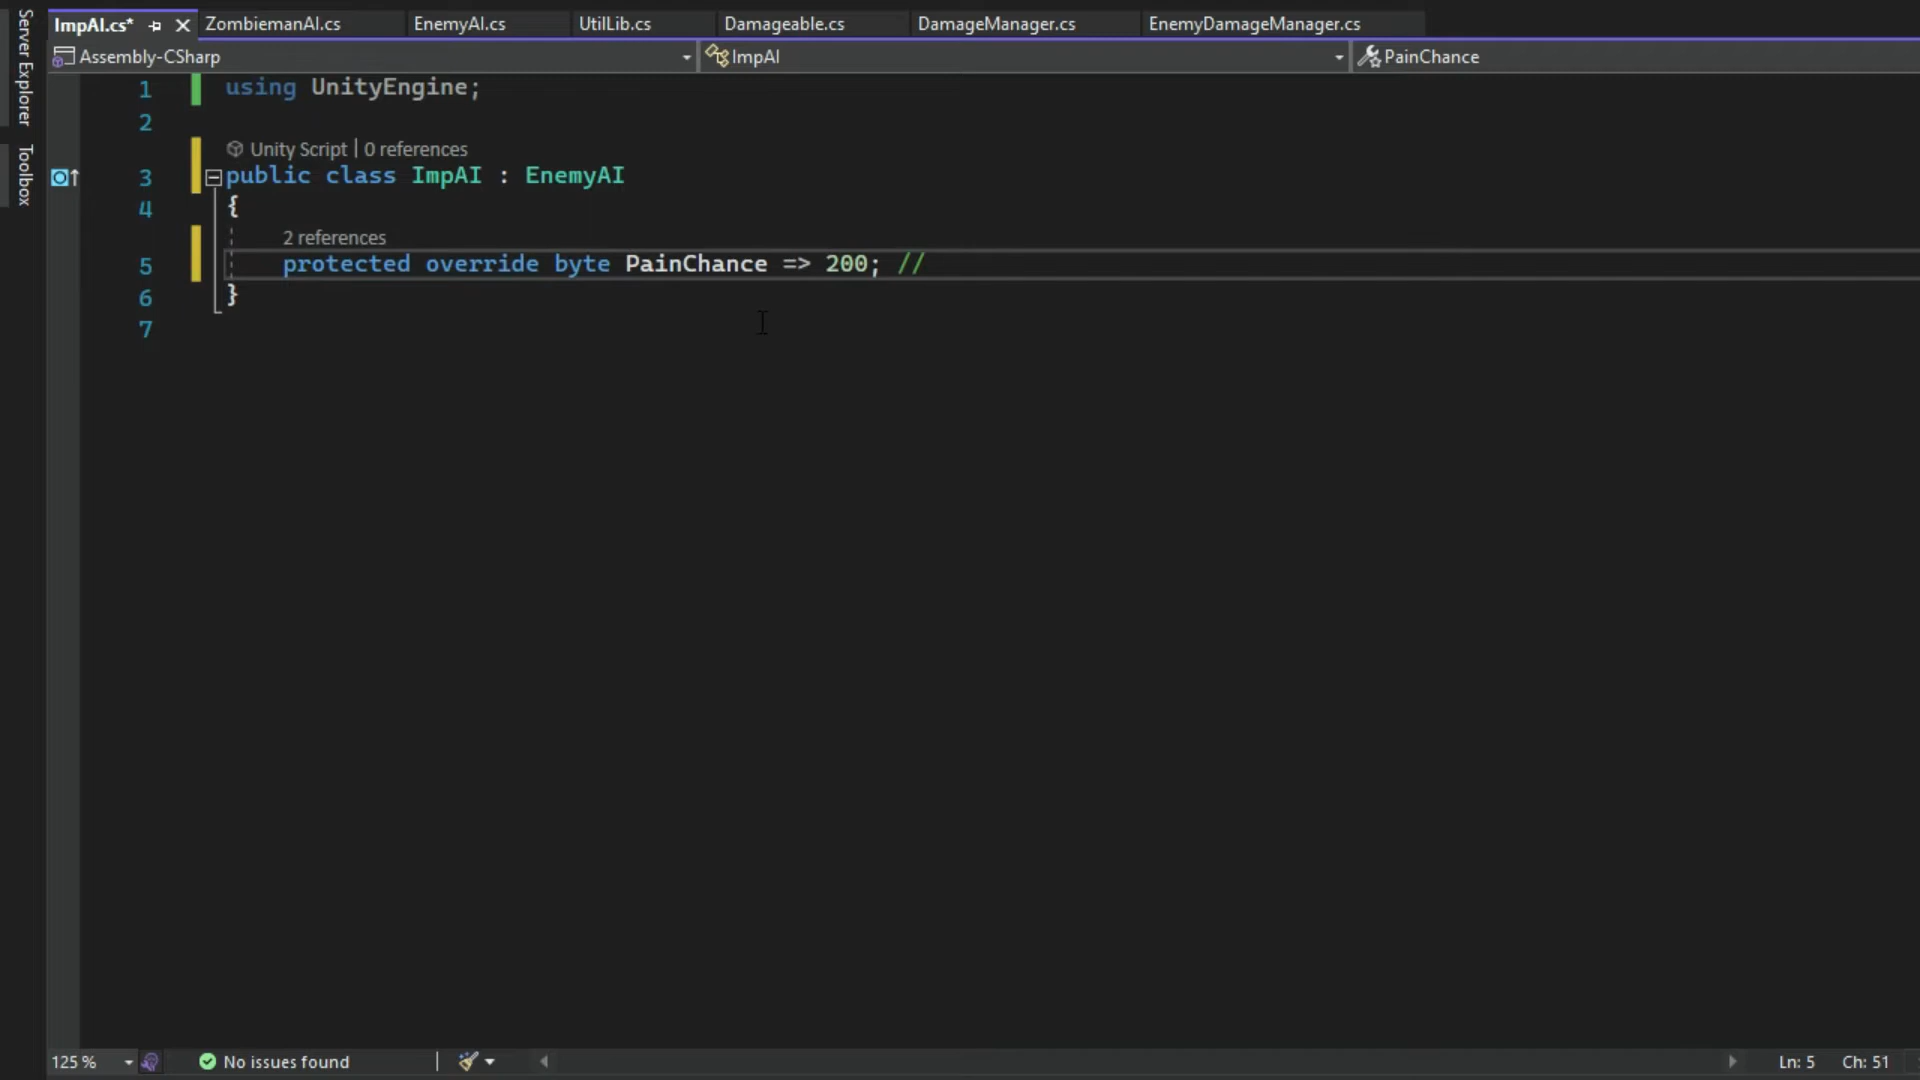 ImpAI.cs*
ZombiemanAI.cs
EnemyAI.cs
UtilLib.cs
Damageable.cs
DamageManager.cs
EnemyDamageManager.cs
Assembly-CSharp
ImpAI
PainChance
Server Explorer
Toolbox
1 using UnityEngine;
2
Unity Script | 0 references
3 public class ImpAI : EnemyAI
4 {
2 references
5 protected override byte PainChance => 200; //
6 }
7
125 %
No issues found
Ln: 5
Ch: 51